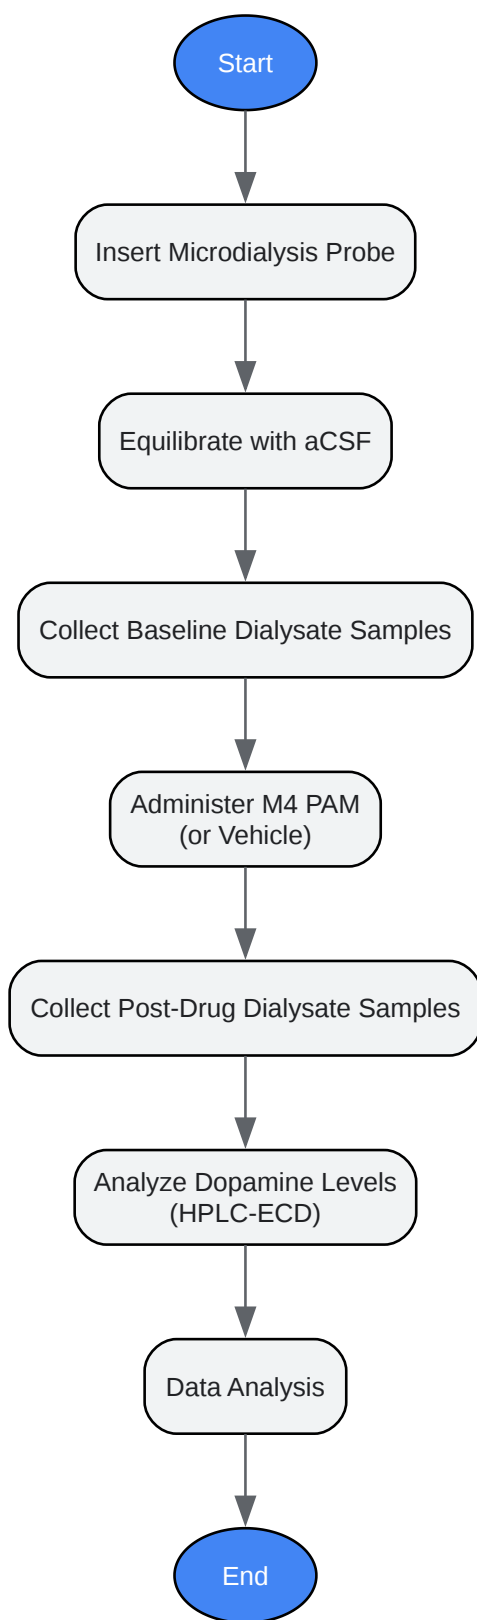 Start
Insert Microdialysis Probe
Equilibrate with aCSF
Collect Baseline Dialysate Samples
Administer M4 PAM
(or Vehicle)
Collect Post-Drug Dialysate Samples
Analyze Dopamine Levels
(HPLC-ECD)
Data Analysis
End